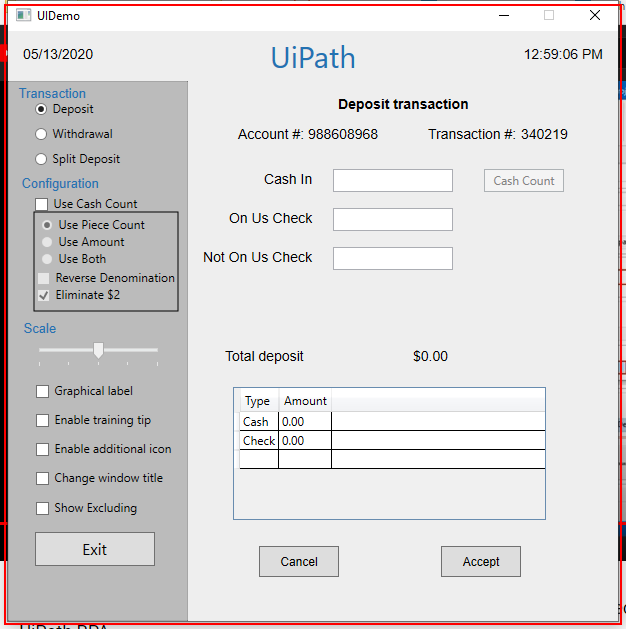 UIDemo
05/13/2020
UiPath
12:59:06 PM
Transaction
Deposit
Withdrawal
Split Deposit
Configuration
Use Cash Count
Use Piece Count
Use Amount
Use Both
Reverse Denomination
Eliminate $2
Scale
Graphical label
Enable training tip
Enable additional icon
Change window title
Show Excluding
Exit
Deposit transaction
Account #: 988608968 Transaction #: 340219
Cash In
Cash Count
On Us Check
Not On Us Check
Total deposit $0.00
Type Amount
Cash 0.00
Check 0.00
Cancel
Accept